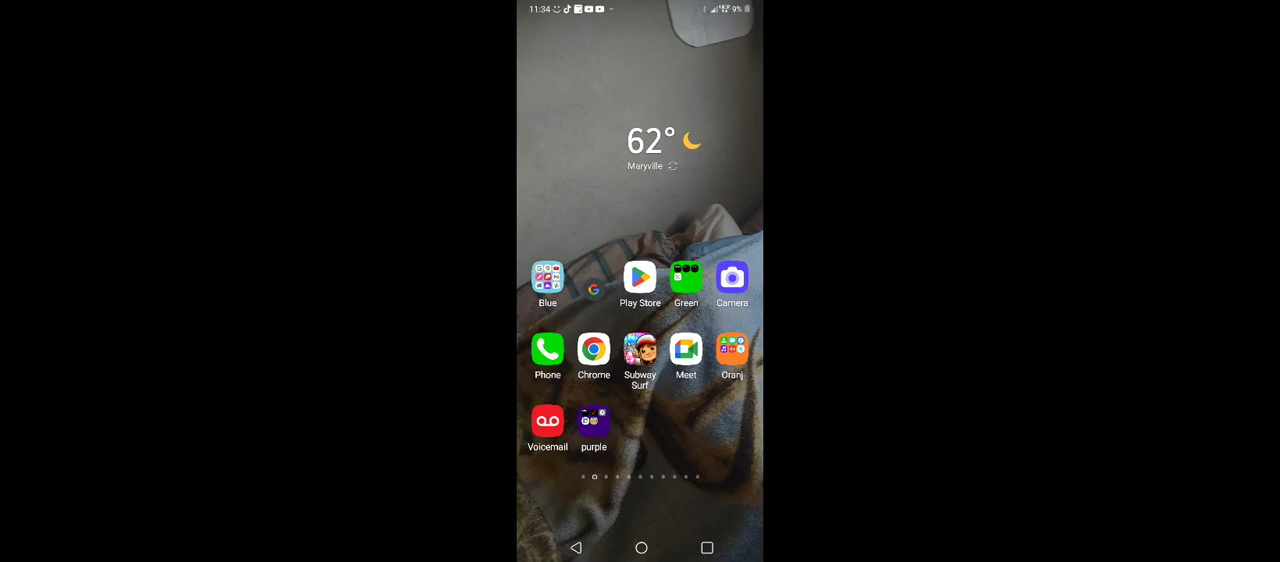 11:34
9%
62°
Maryville
Blue
Play Store
Green
Camera
Phone
Chrome
Subway
Surf
Meet
Oranj
Voicemail
purple